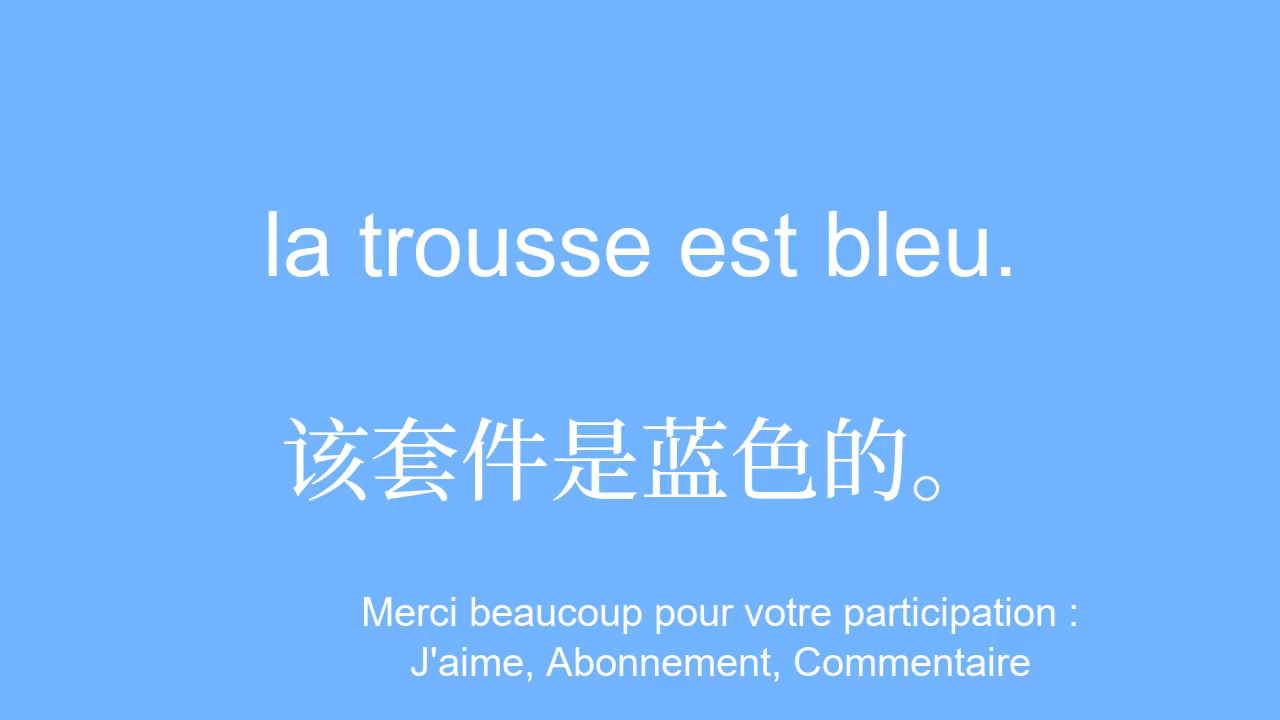 la trousse est bleu.
该套件是蓝色的。
Merci beaucoup pour votre participation :
J'aime, Abonnement, Commentaire